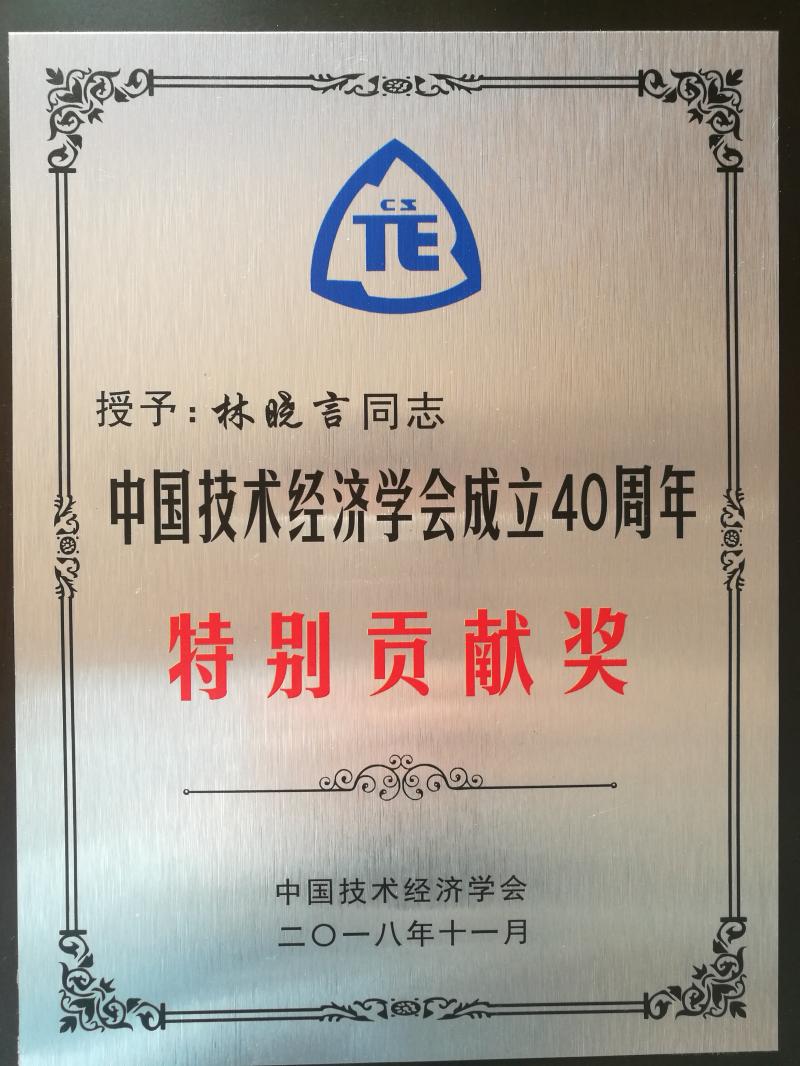 CS
TE
授予:林晓言同志
中国技术经济学会成立40周年
特别贡献奖
中国技术经济学会
二〇一八年十一月